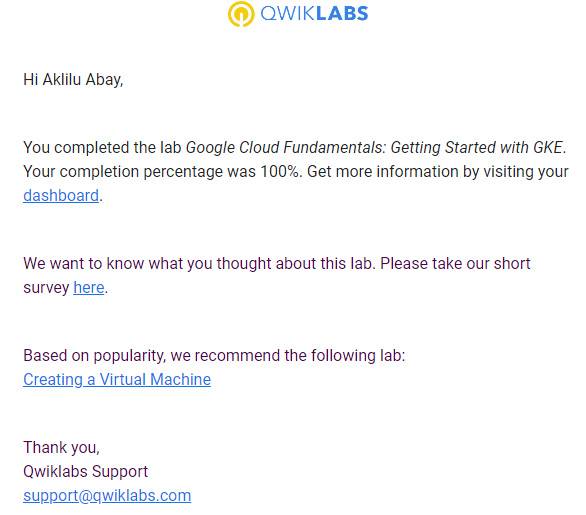 QWIKLABS
Hi Aklilu Abay,
You completed the lab Google Cloud Fundamentals: Getting Started with GKE.
Your completion percentage was 100%. Get more information by visiting your
dashboard.
We want to know what you thought about this lab. Please take our short
survey here.
Based on popularity, we recommend the following lab:
Creating a Virtual Machine
Thank you,
Qwiklabs Support
support@qwiklabs.com